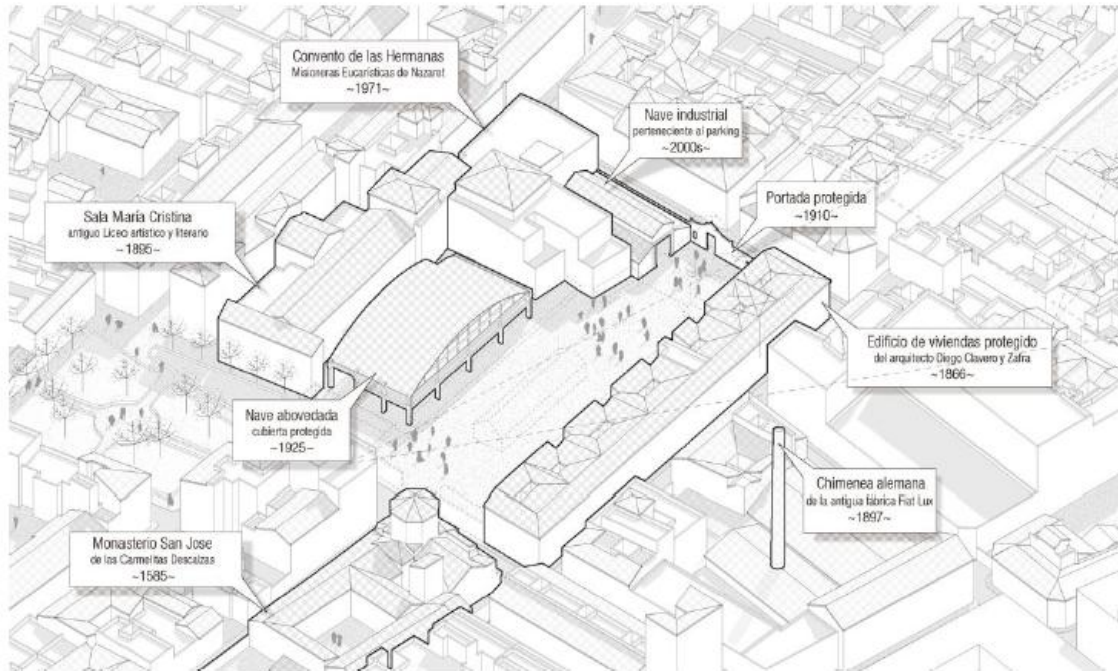 Convento de las Hermanas
Misioneras Eucarísticas de Nazaret
~1971~
Nave industrial
perteneciente al parking
~2000s~
Portada protegida
~1910~
Sala María Cristina
antiguo Liceo artístico y literario
~1895~
Edificio de viviendas protegido
del arquitecto Diego Clavero y Zafra
~1866~
Nave abovedada
cubierta protegida
~1925~
Chimenea alemana
de la antigua fábrica Fiat Lux
~1897~
Monasterio San Jose
de las Carmelitas Descalzas
~1585~